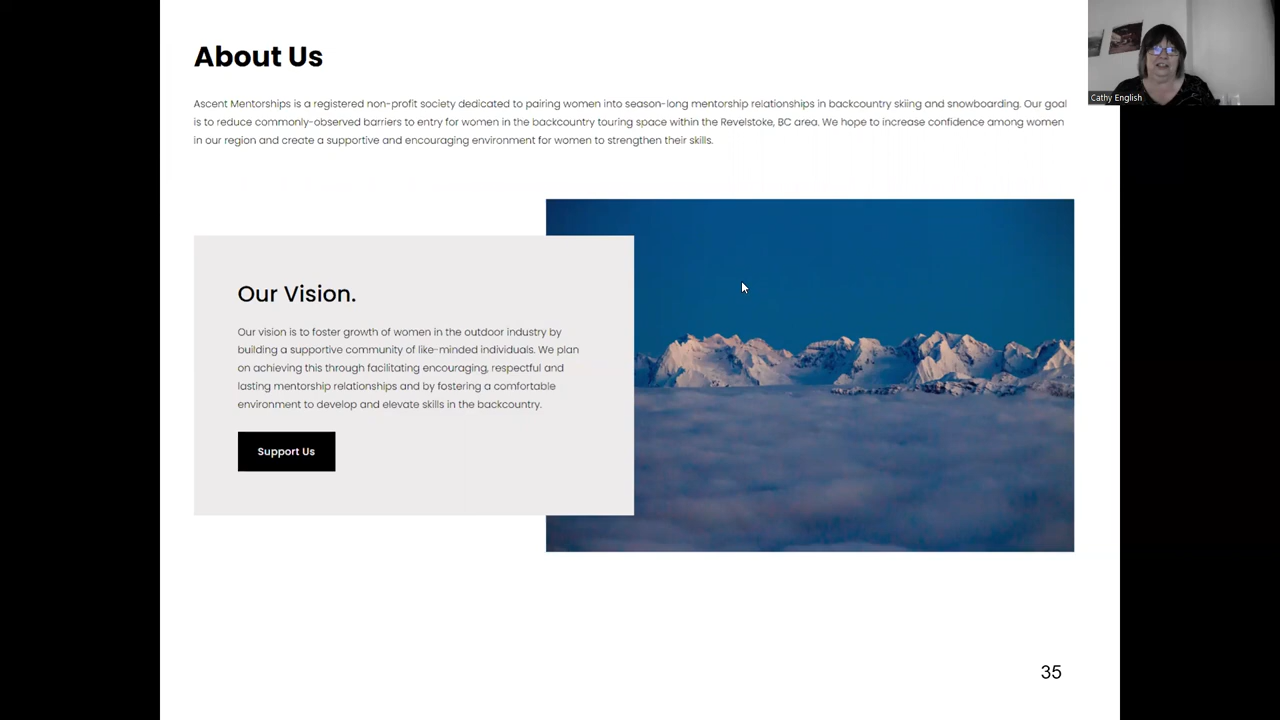 About Us
Ascent Mentorships is a registered non-profit society dedicated to pairing women into season-long mentorship relationships in backcountry skiing and snowboarding. Our goal
is to reduce commonly-observed barriers to entry for women in the backcountry touring space within the Revelstoke, BC area. We hope to increase confidence among women
in our region and create a supportive and encouraging environment for women to strengthen their skills.
Cathy English
Our Vision.
Our vision is to foster growth of women in the outdoor industry by
building a supportive community of like-minded individuals. We plan
on achieving this through facilitating encouraging, respectful and
lasting mentorship relationships and by fostering a comfortable
environment to develop and elevate skills in the backcountry.
Support Us
35